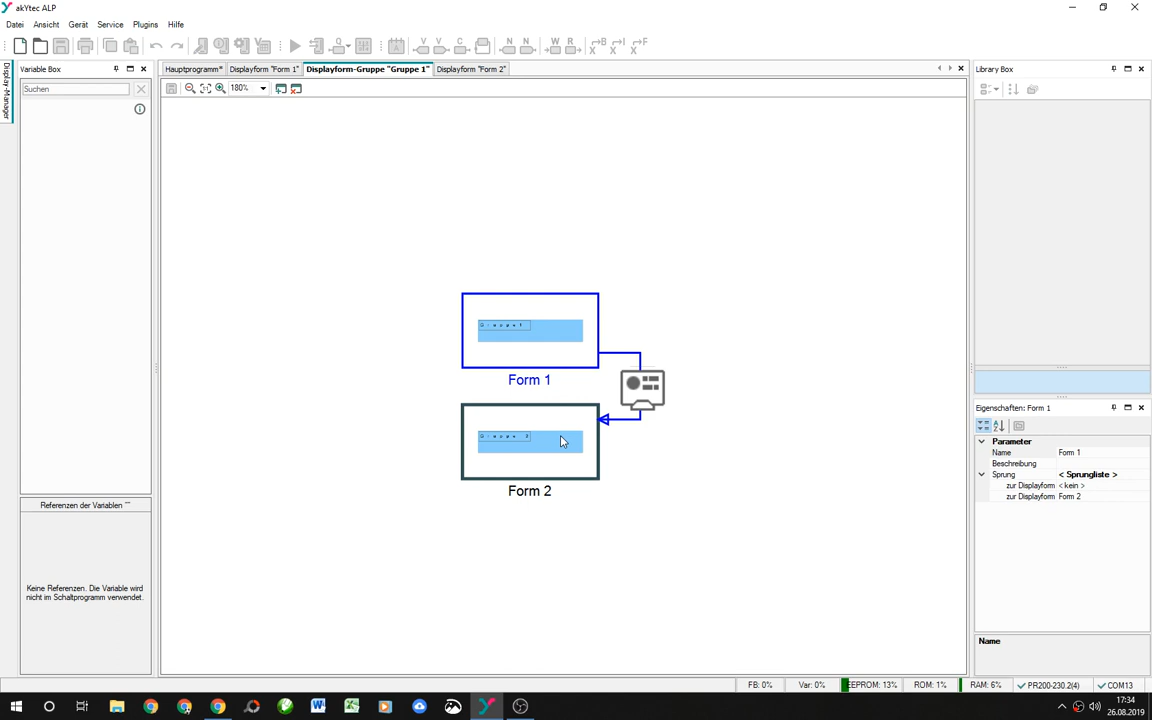 akYtec ALP
Datei Ansicht Gerät Service Plugins Hilfe
Display-Manager
Variable Box
Suchen
Hauptprogramm* Displayform "Form 1" Displayform-Gruppe "Gruppe 1" Displayform "Form 2"
180%
Library Box
Form 1
Form 2
Referenzen der Variablen ""
Keine Referenzen. Die Variable wird
nicht im Schaltprogramm verwendet.
Eigenschaften: Form 1
Parameter
Name Form 1
Beschreibung
Sprung < Sprungliste >
zur Displayform < kein >
zur Displayform Form 2
Name
FB: 0% Var: 0% EEPROM: 13% ROM: 1% RAM: 6% PR200-230.2(4) COM13
17:34
26.08.2019